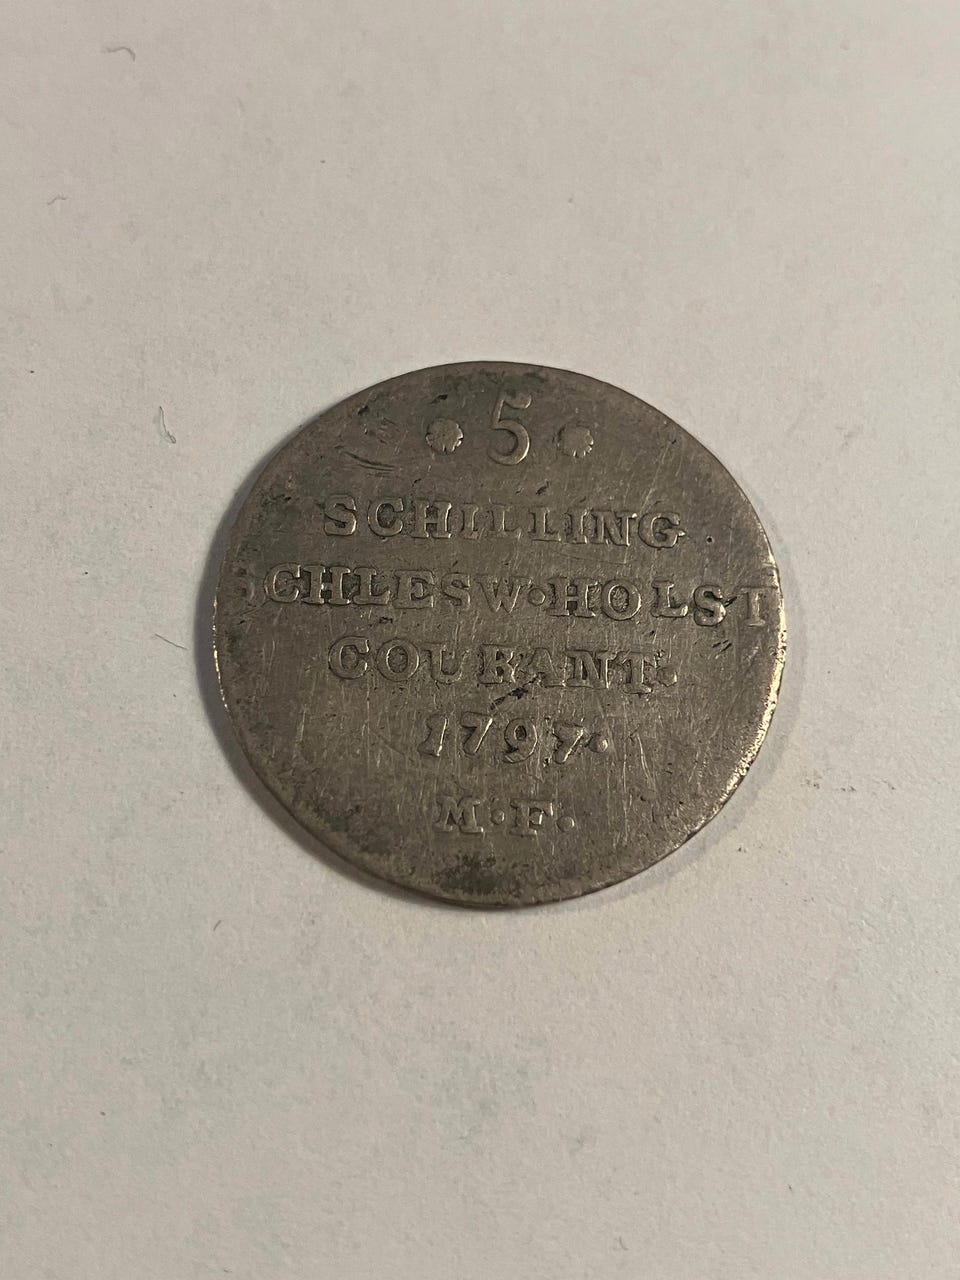 • 5 •
SCHILLING
SCHLESW•HOLST
COURANT.
1797.
M.F.